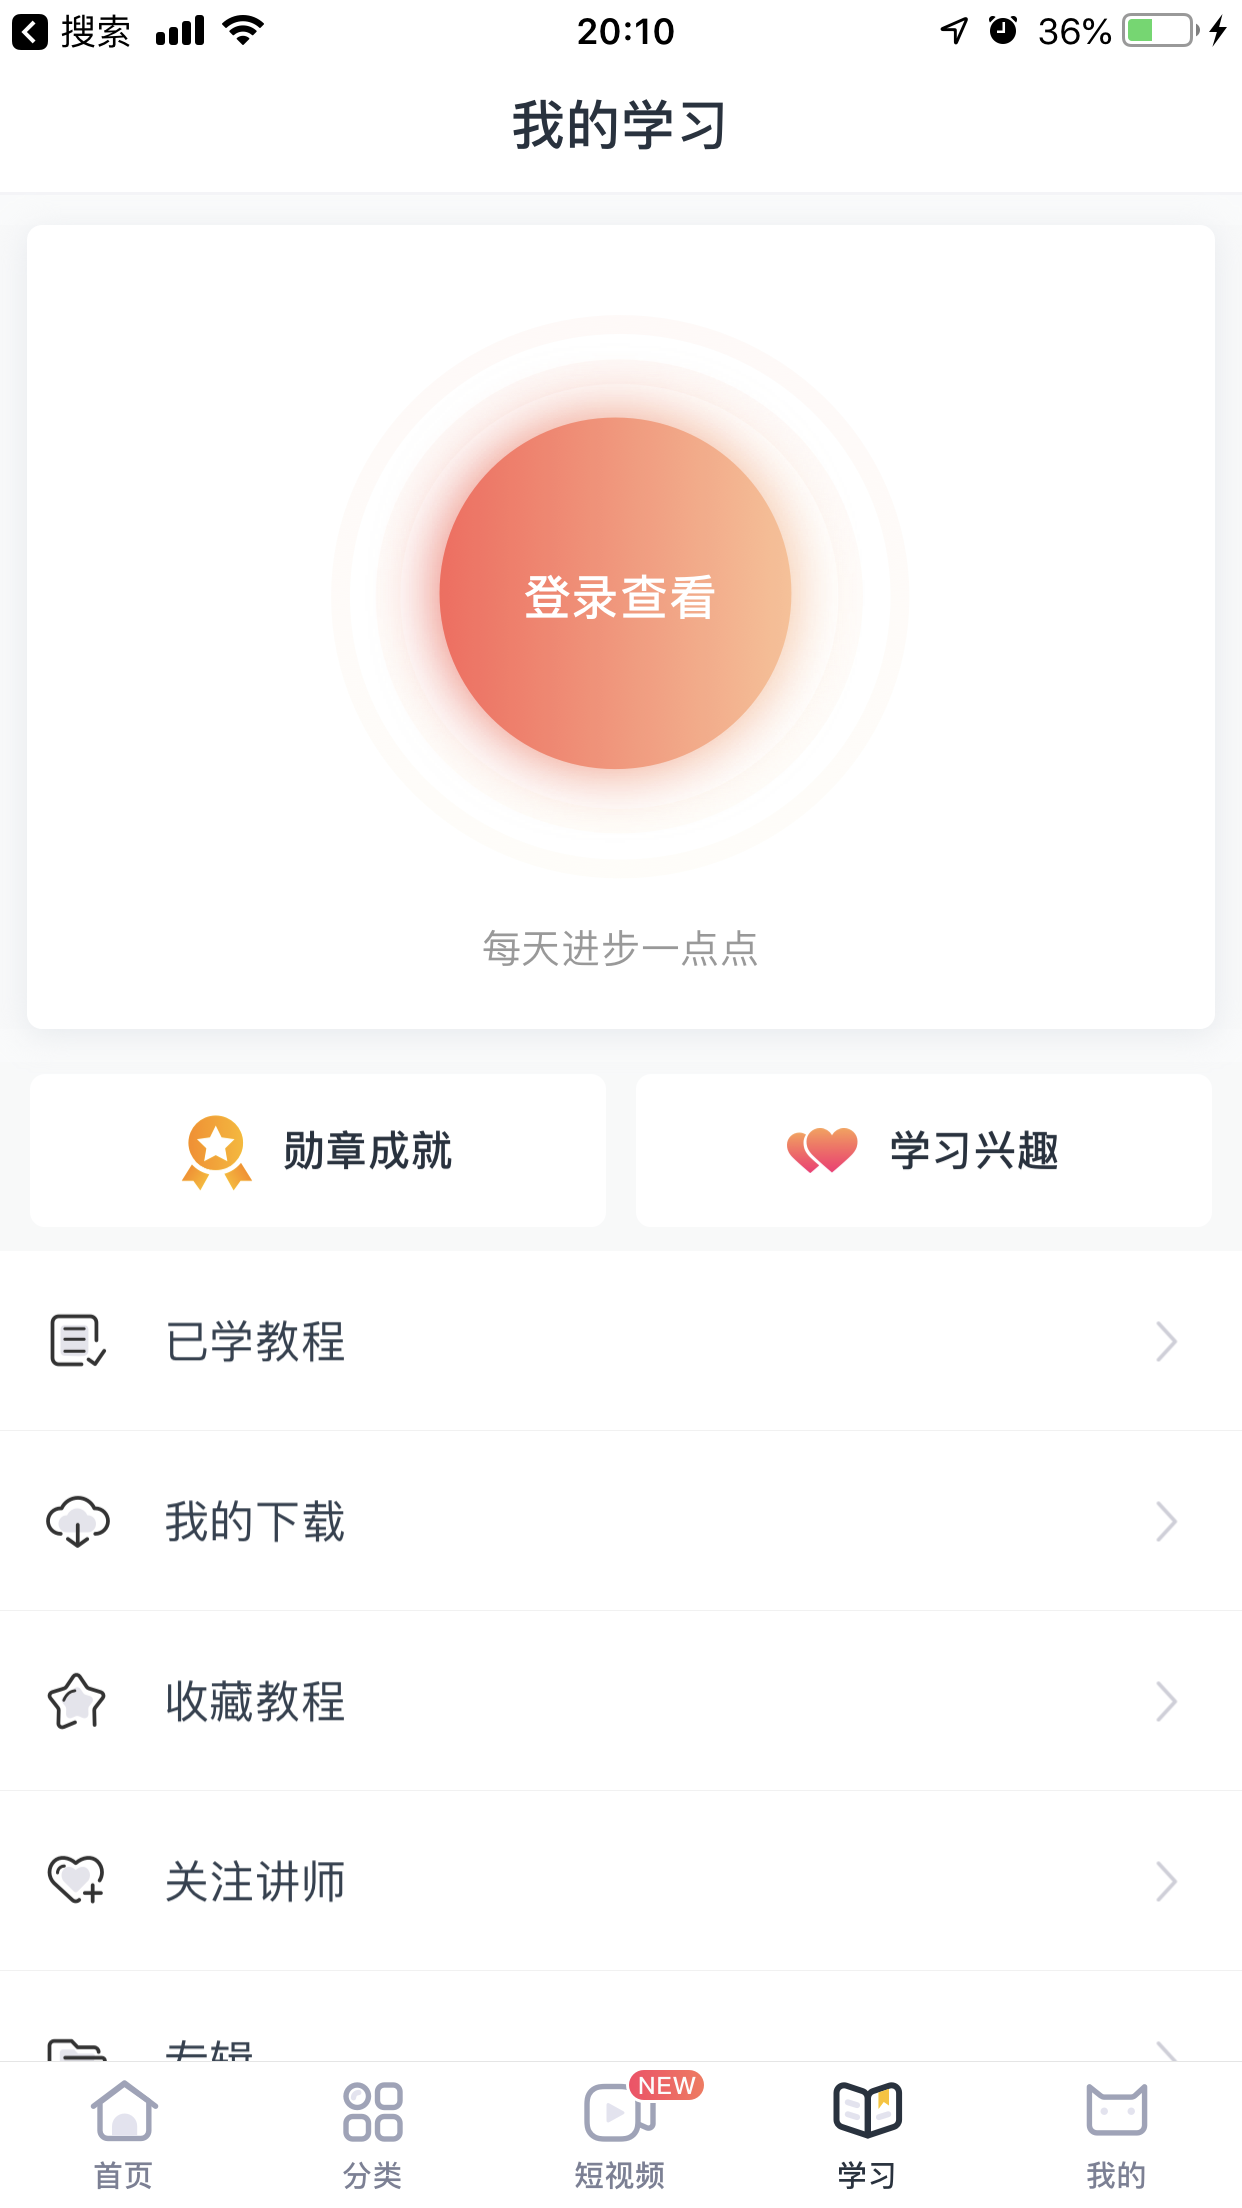 搜索
20:10
36%
我的学习
登录查看
每天进步一点点
勋章成就
学习兴趣
已学教程
我的下载
收藏教程
关注讲师
专辑
NEW
首页
分类
短视频
学习
我的